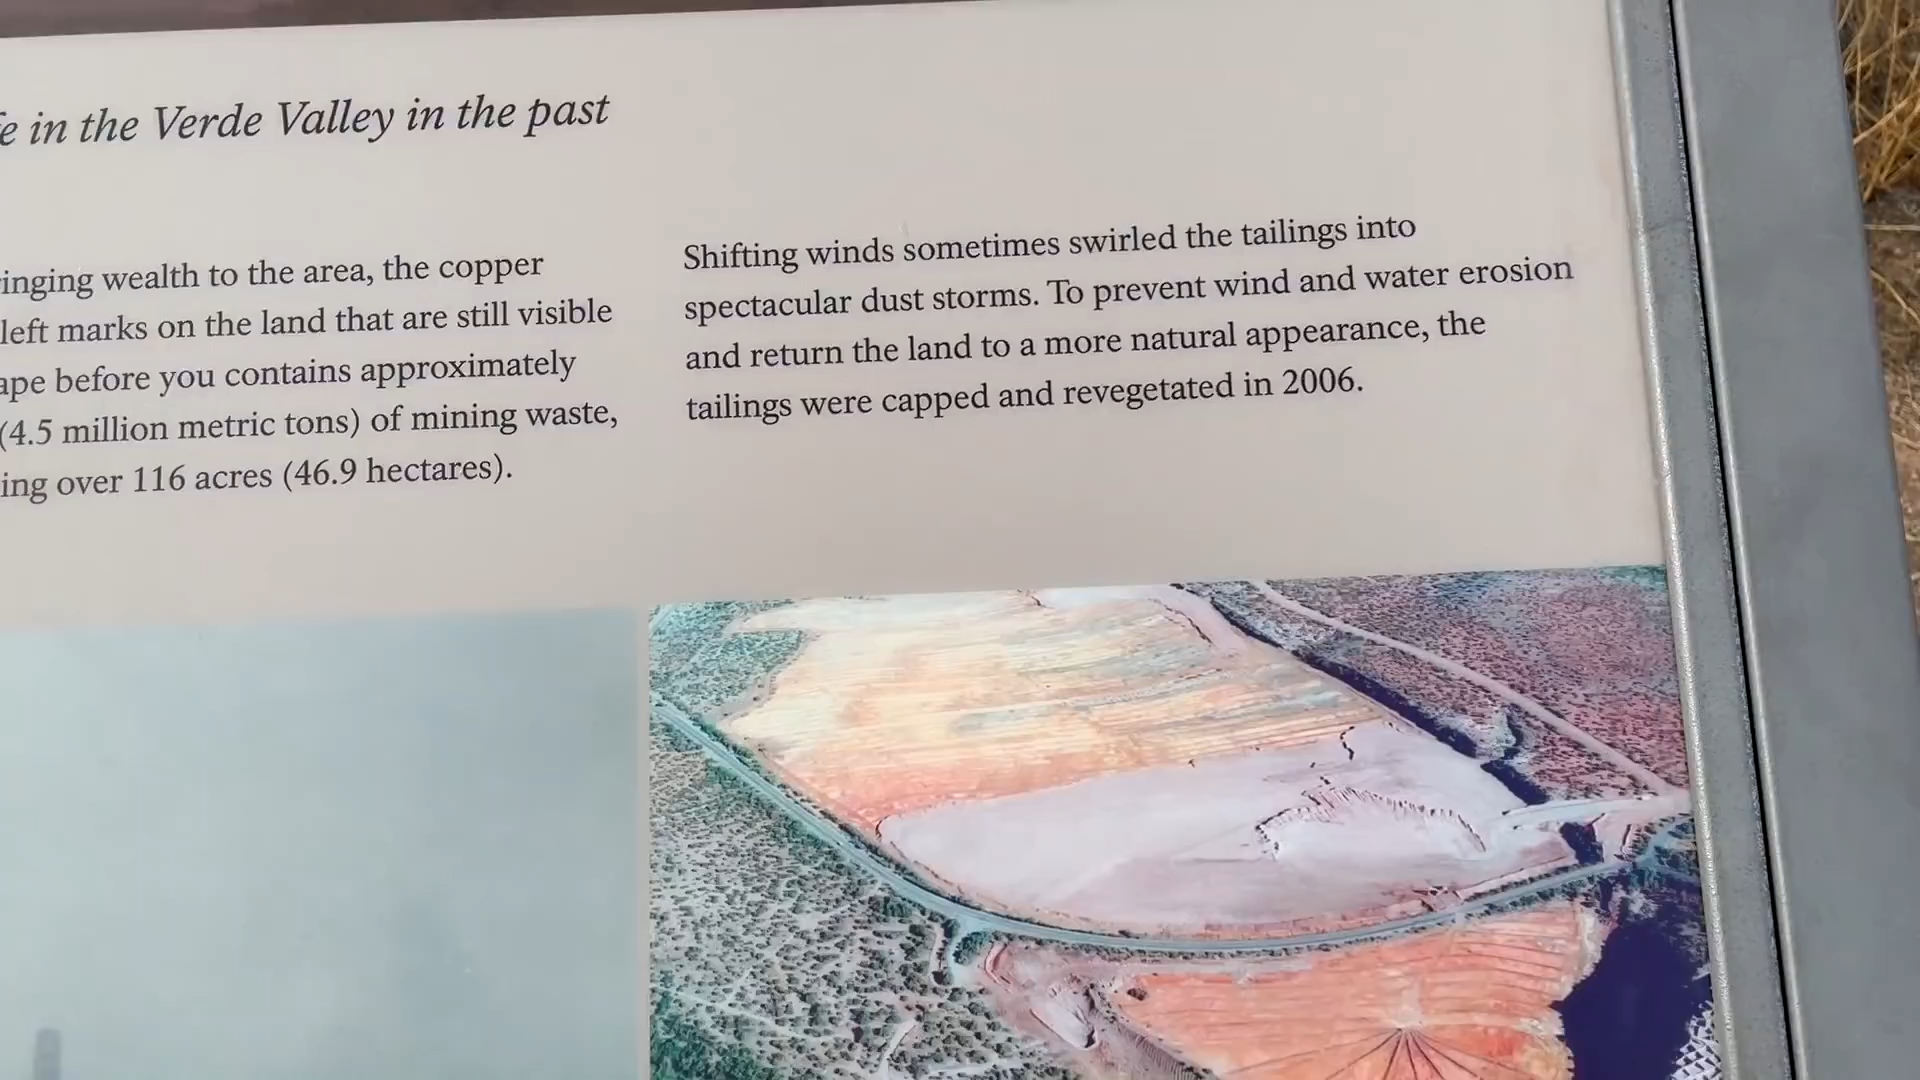 in the Verde Valley in the past
wealth to the area, the copper
left marks on the land that are still visible
before you contains approximately
(4.5 million metric tons) of mining waste,
over 116 acres (46.9 hectares).
Shifting winds sometimes swirled the tailings into
spectacular dust storms. To prevent wind and water erosion
and return the land to a more natural appearance, the
tailings were capped and revegetated in 2006.